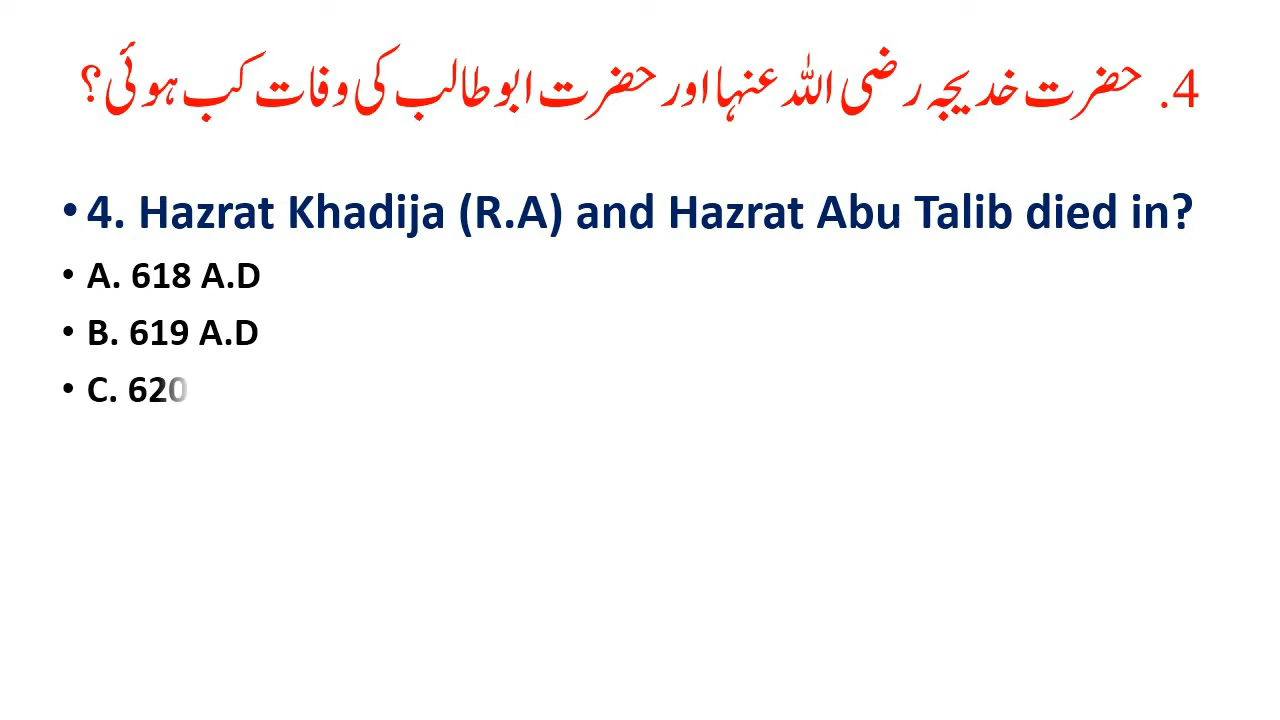 4. حضرت خدیجہ رضی اللہ عنہا اور حضرت ابو طالب کی وفات کب ہوئی؟
• 4. Hazrat Khadija (R.A) and Hazrat Abu Talib died in?
• A. 618 A.D
• B. 619 A.D
• C. 620